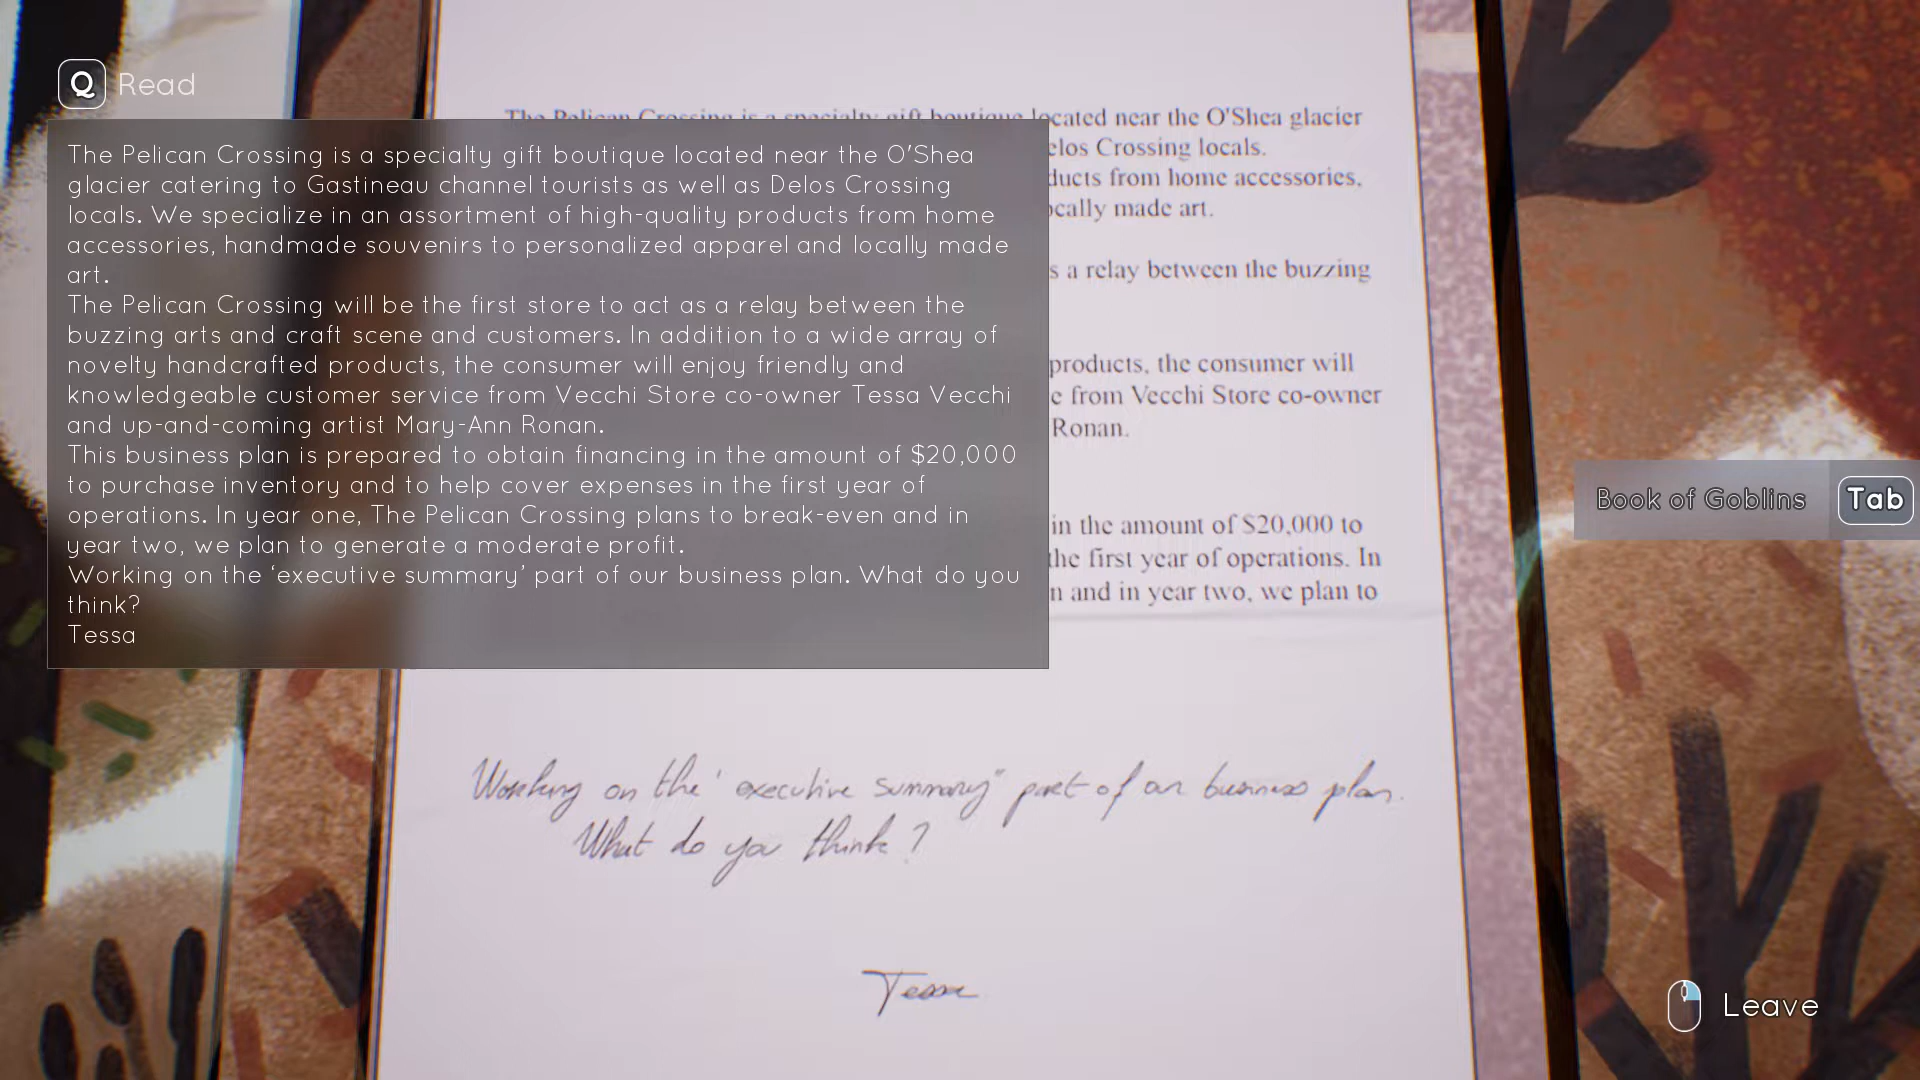 Q Read
The Pelican Crossing is a specialty gift boutique located near the O'Shea glacier
The Pelican Crossing is a specialty gift boutique located near the O'Shea
glacier catering to Gastineau channel tourists as well as Delos Crossing
locals. We specialize in an assortment of high-quality products from home
accessories, handmade souvenirs to personalized apparel and locally made
art.
The Pelican Crossing will be the first store to act as a relay between the
buzzing arts and craft scene and customers. In addition to a wide array of
novelty handcrafted products, the consumer will enjoy friendly and
knowledgeable customer service from Vecchi Store co-owner Tessa Vecchi
and up-and-coming artist Mary-Ann Ronan.
This business plan is prepared to obtain financing in the amount of $20,000
to purchase inventory and to help cover expenses in the first year of
operations. In year one, The Pelican Crossing plans to break-even and in
year two, we plan to generate a moderate profit.
Working on the ‘executive summary’ part of our business plan. What do you
think?
Tessa
Crossing locals.
from home accessories,
made art.
a relay between the buzzing
products, the consumer will
from Vecchi Store co-owner
Ronan.
in the amount of $20,000 to
the first year of operations. In
and in year two, we plan to
Book of Goblins Tab
Working on the 'executive summary" part of our business plan.
What do you think?
Tessa
Leave